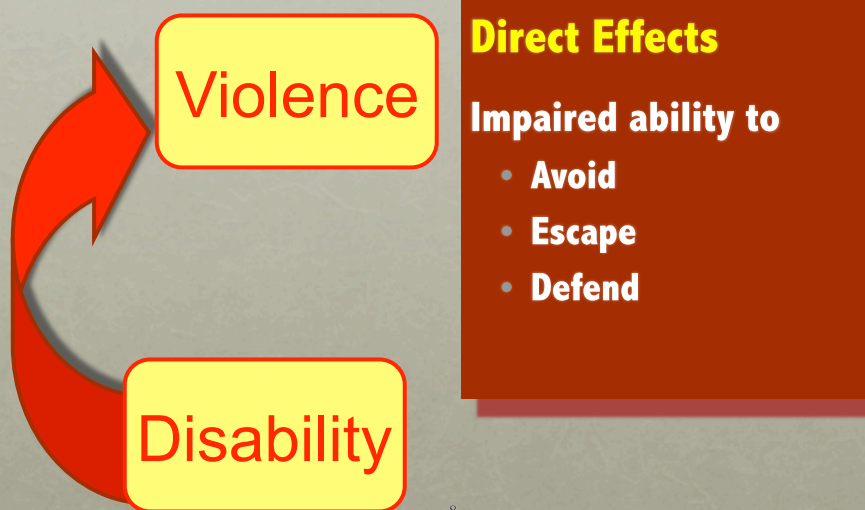 Violence
Disability
Direct Effects
Impaired ability to
• Avoid
• Escape
• Defend